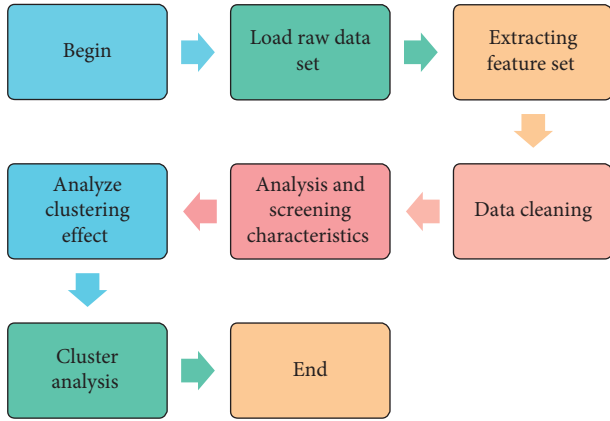 Begin
Load raw data
set
Extracting
feature set
Data cleaning
Analysis and
screening
characteristics
Analyze
clustering
effect
Cluster
analysis
End